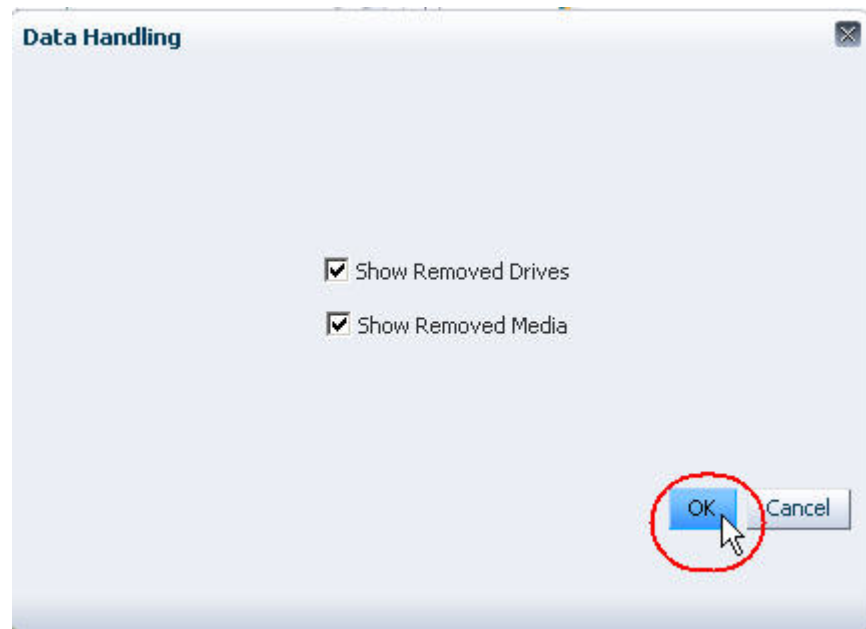 Data Handling
Show Removed Drives
Show Removed Media
OK Cancel